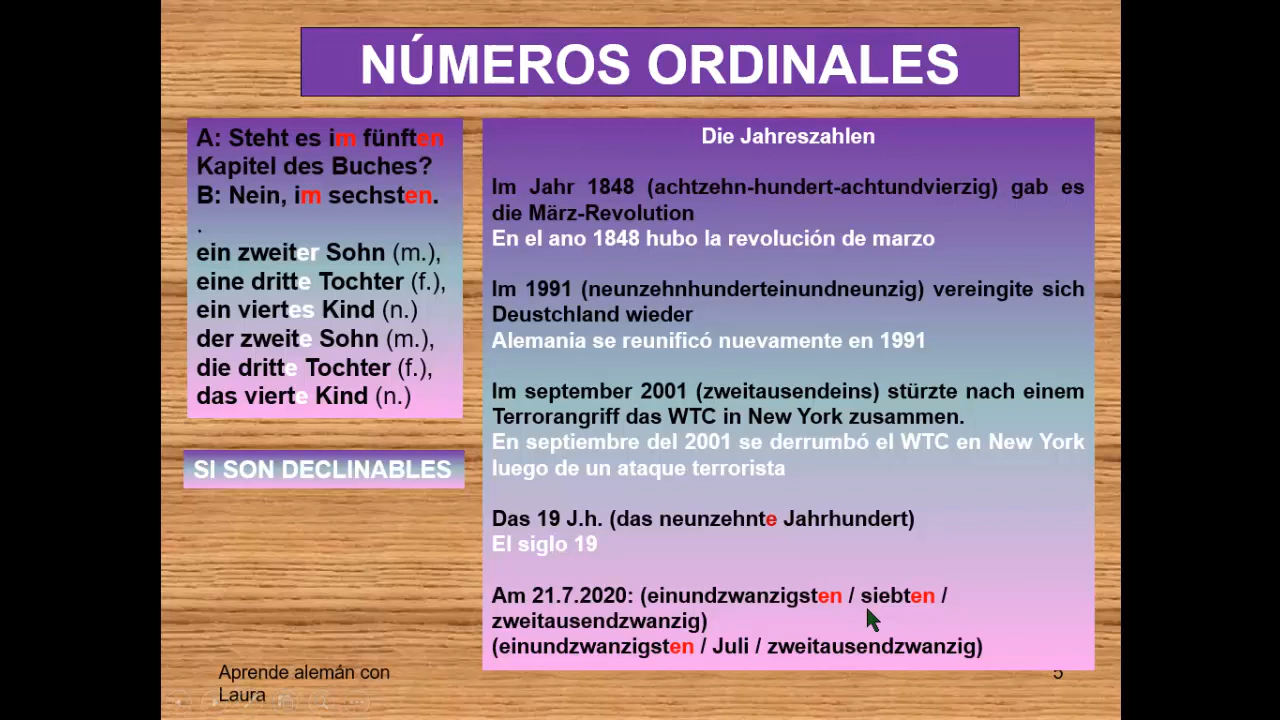 NÚMEROS ORDINALES
A: Steht es im fünften
Kapitel des Buches?
B: Nein, im sechsten.
.
ein zweiter Sohn (m.),
eine dritte Tochter (f.),
ein viertes Kind (n.)
der zweite Sohn (m.),
die dritte Tochter (f.),
das vierte Kind (n.)
SI SON DECLINABLES
Die Jahreszahlen
Im Jahr 1848 (achtzehn-hundert-achtundvierzig) gab es
die März-Revolution
En el ano 1848 hubo la revolución de marzo
Im 1991 (neunzehnhunderteinundneunzig) vereingite sich
Deustchland wieder
Alemania se reunificó nuevamente en 1991
Im september 2001 (zweitausendeins) stürzte nach einem
Terrorangriff das WTC in New York zusammen.
En septiembre del 2001 se derrumbó el WTC en New York
luego de un ataque terrorista
Das 19 J.h. (das neunzehnte Jahrhundert)
El siglo 19
Am 21.7.2020: (einundzwanzigsten / siebten /
zweitausendzwanzig)
(einundzwanzigsten / Juli / zweitausendzwanzig)
Aprende alemán con
Laura
5